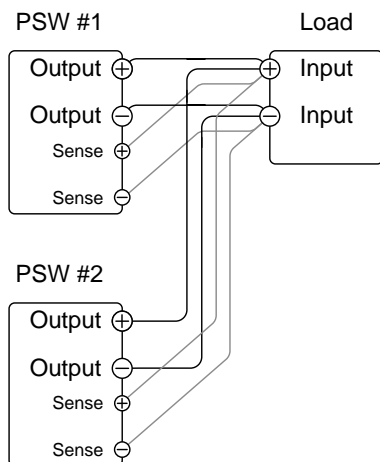 PSW #1
Load
Output +
+ Input
Output −
− Input
Sense +
Sense −
PSW #2
Output +
Output −
Sense +
Sense −